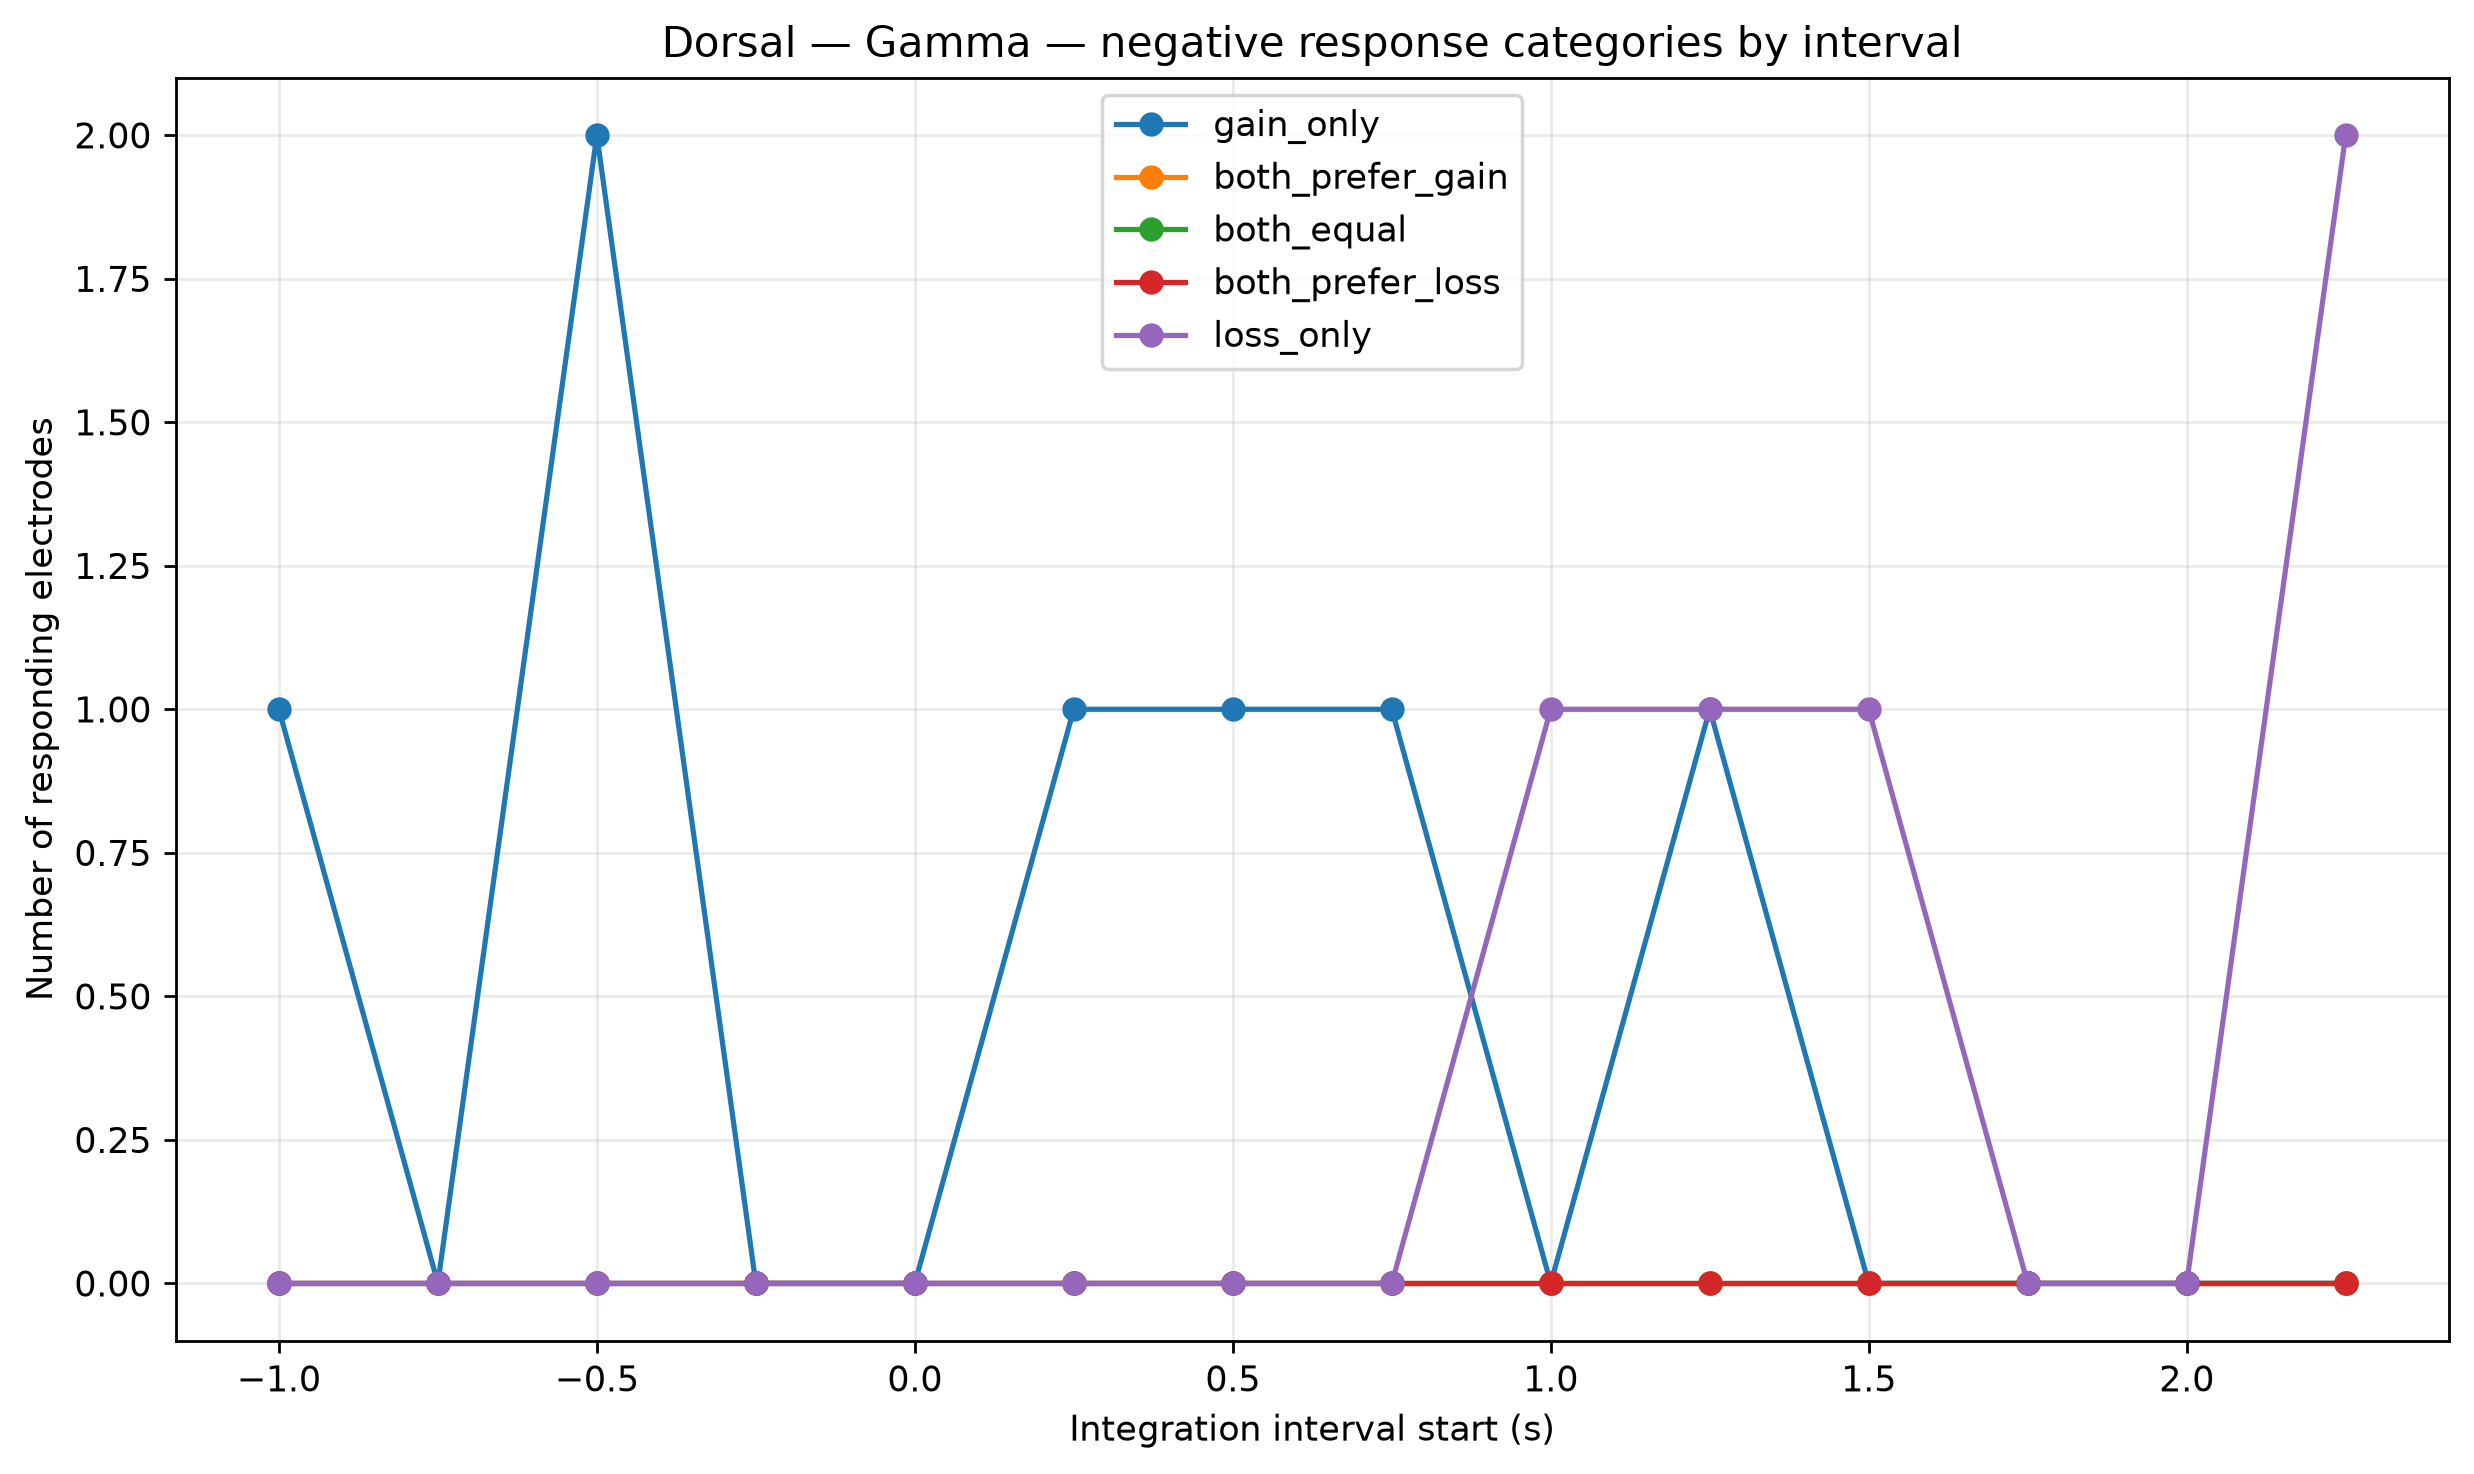 Dorsal — Gamma — negative response categories by interval
gain_only
both_prefer_gain
both_equal
both_prefer_loss
loss_only
Number of responding electrodes
2.00
1.75
1.50
1.25
1.00
0.75
0.50
0.25
0.00
−1.0 −0.5 0.0 0.5 1.0 1.5 2.0
Integration interval start (s)